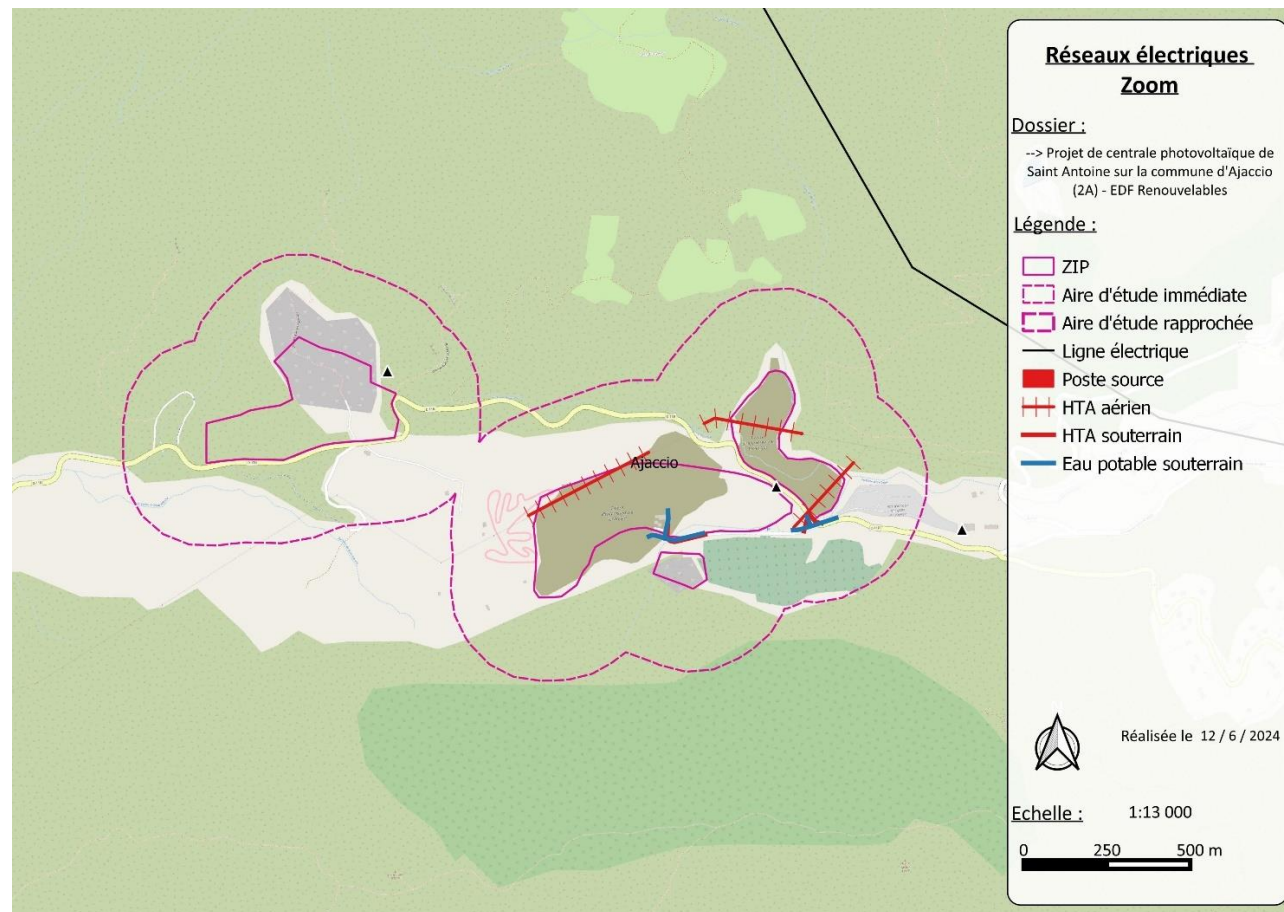 Réseaux électriques
Zoom
Dossier :
--> Projet de centrale photovoltaïque de
Saint Antoine sur la commune d'Ajaccio
(2A) - EDF Renouvelables
Légende :
ZIP
Aire d'étude immédiate
Aire d'étude rapprochée
Ligne électrique
Poste source
HTA aérien
HTA souterrain
Eau potable souterrain
Réalisée le 12 / 6 / 2024
Echelle :
1:13 000
0 250 500 m
Ajaccio